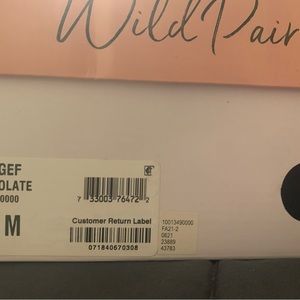 Wild Pair
GEF
OLATE
0000
M
7 33003 76472 2
Customer Return Label
071840670308
10013490000
FA21-2
0621
23889
43783